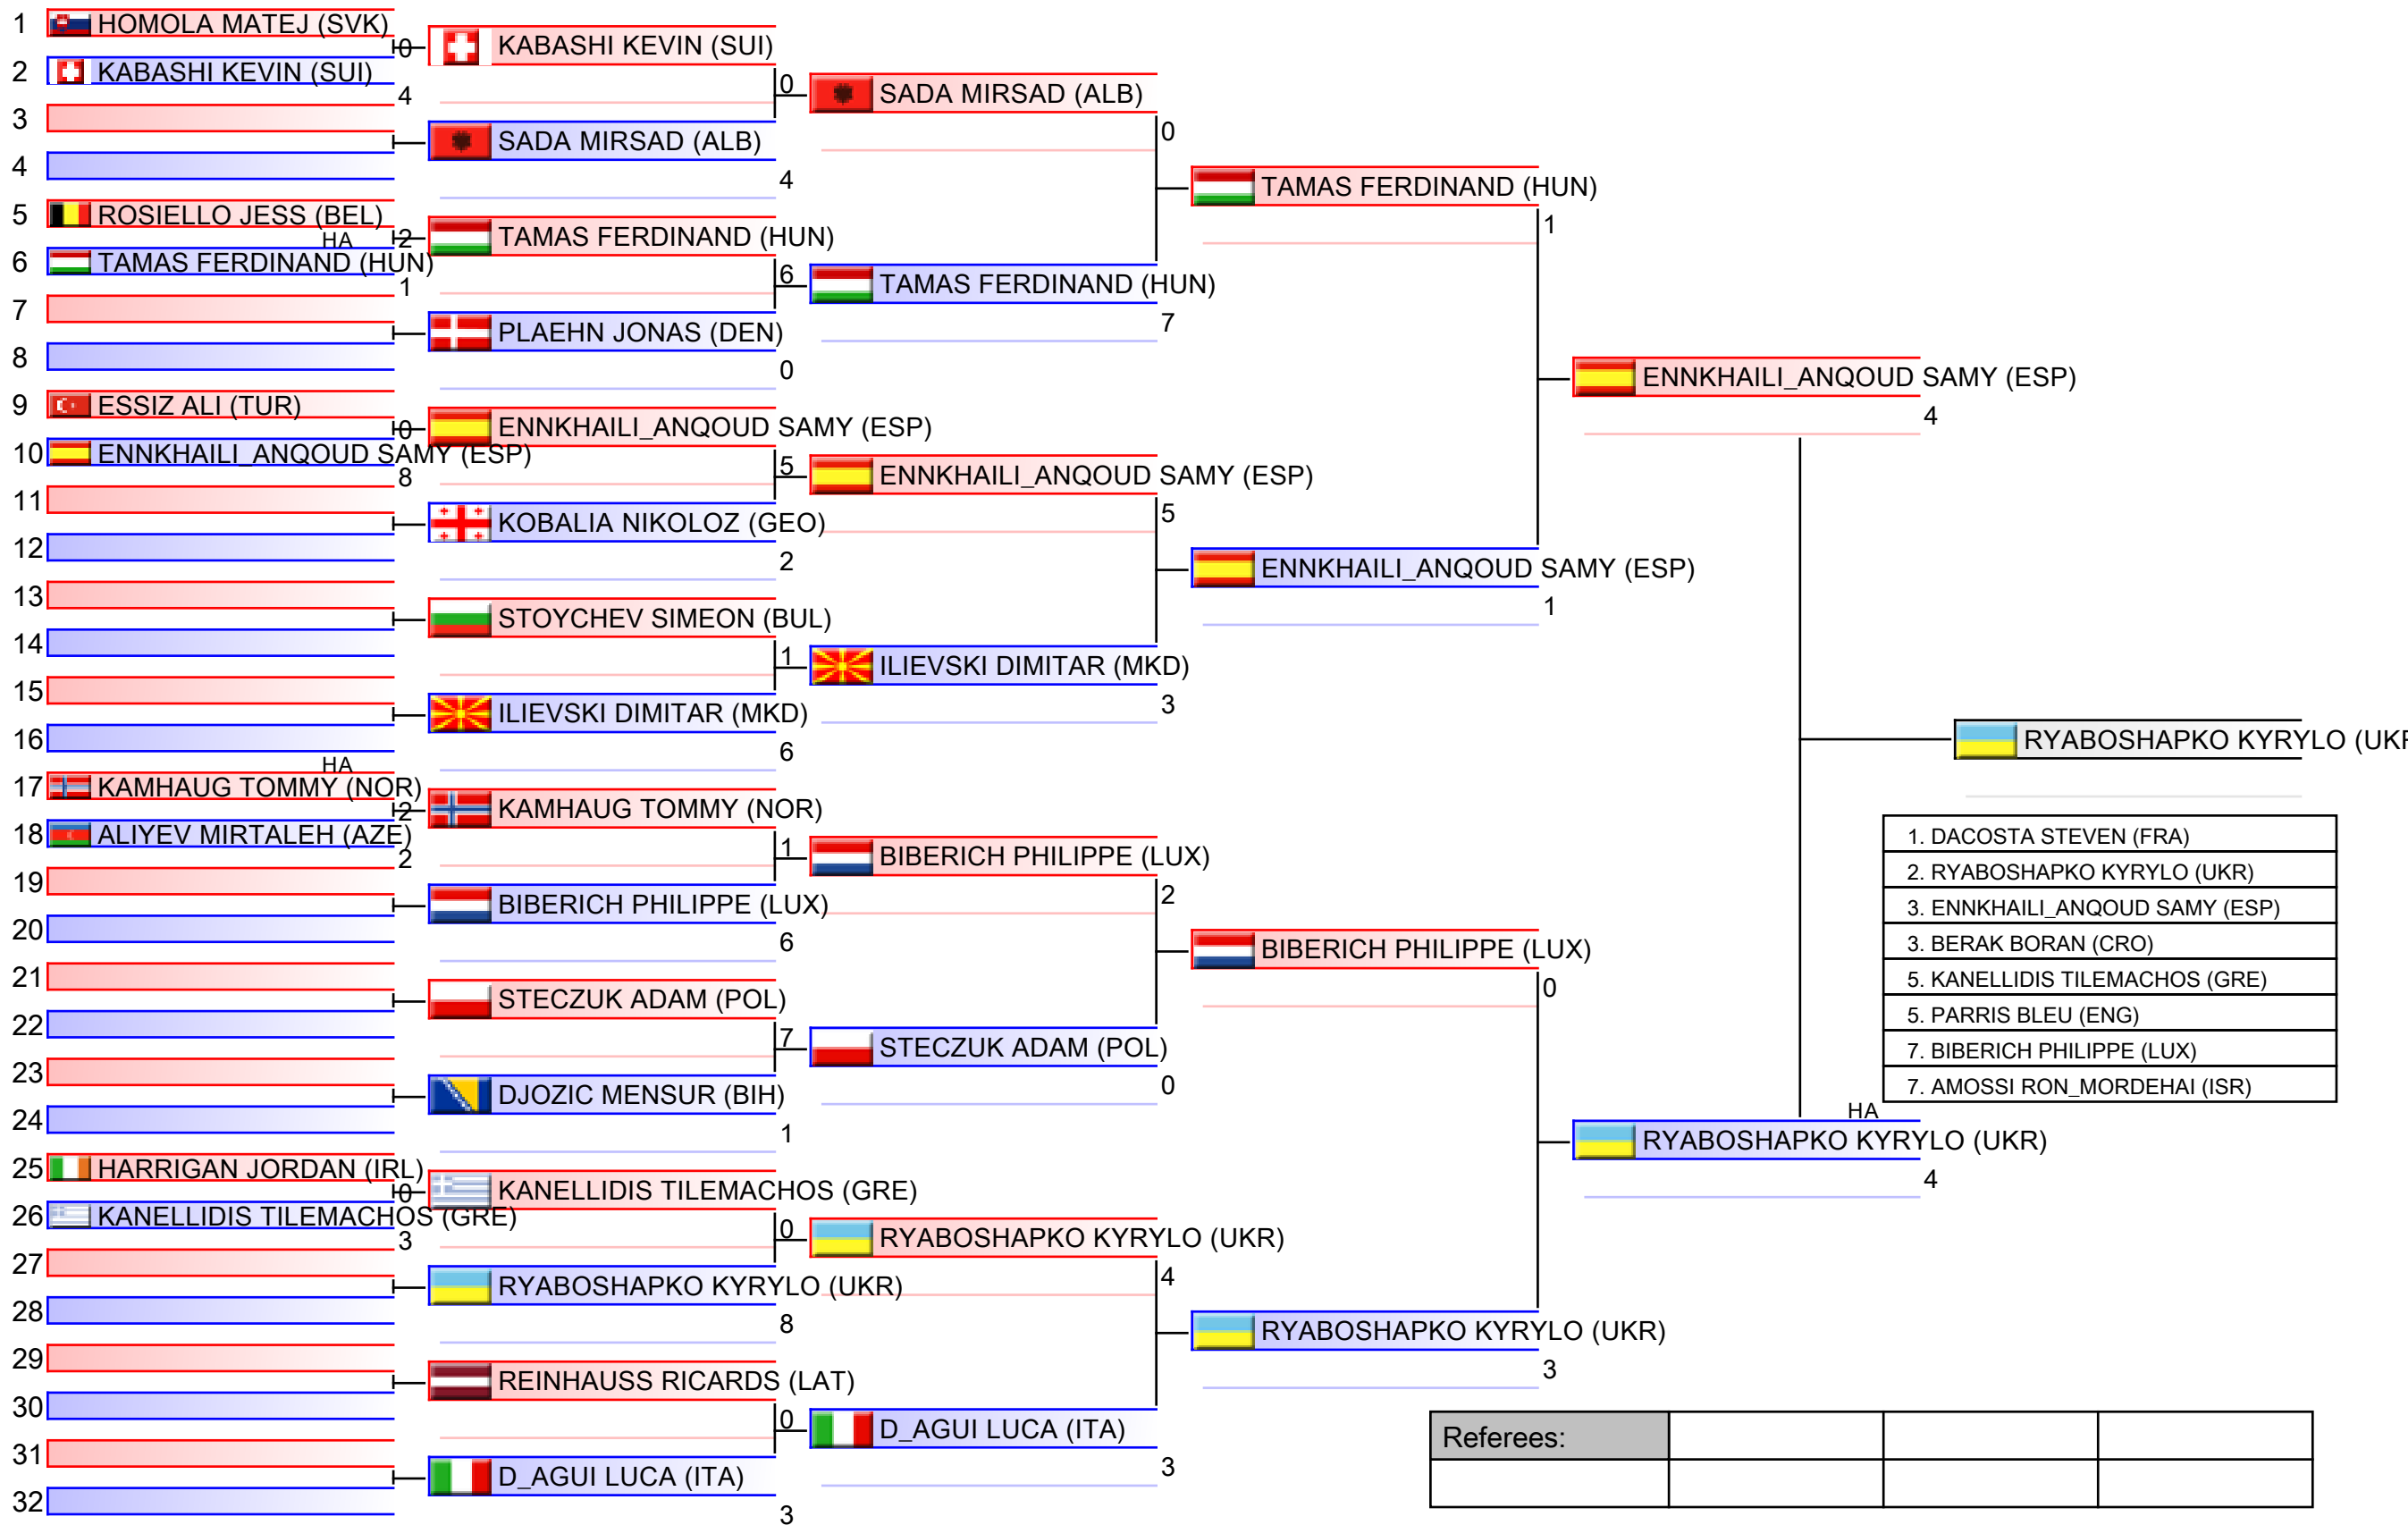 1 HOMOLA MATEJ (SVK)
0
2 KABASHI KEVIN (SUI)
4
3
4
5 ROSIELLO JESS (BEL)
HA 2
6 TAMAS FERDINAND (HUN)
1
7
8
9 ESSIZ ALI (TUR)
0
10 ENNKHAILI_ANQOUD SAMY (ESP)
8
11
12
13
14
15
16
HA
17 KAMHAUG TOMMY (NOR)
2
18 ALIYEV MIRTALEH (AZE)
2
19
20
21
22
23
24
25 HARRIGAN JORDAN (IRL)
0
26 KANELLIDIS TILEMACHOS (GRE)
3
27
28
29
30
31
32
KABASHI KEVIN (SUI)
0
SADA MIRSAD (ALB)
4
TAMAS FERDINAND (HUN)
6
PLAEHN JONAS (DEN)
0
ENNKHAILI_ANQOUD SAMY (ESP)
5
KOBALIA NIKOLOZ (GEO)
2
STOYCHEV SIMEON (BUL)
1
ILIEVSKI DIMITAR (MKD)
6
KAMHAUG TOMMY (NOR)
1
BIBERICH PHILIPPE (LUX)
6
STECZUK ADAM (POL)
7
DJOZIC MENSUR (BIH)
1
KANELLIDIS TILEMACHOS (GRE)
0
RYABOSHAPKO KYRYLO (UKR)
8
REINHAUSS RICARDS (LAT)
0
D_AGUI LUCA (ITA)
3
SADA MIRSAD (ALB)
0
TAMAS FERDINAND (HUN)
7
ENNKHAILI_ANQOUD SAMY (ESP)
5
ILIEVSKI DIMITAR (MKD)
3
BIBERICH PHILIPPE (LUX)
2
STECZUK ADAM (POL)
0
RYABOSHAPKO KYRYLO (UKR)
4
D_AGUI LUCA (ITA)
3
TAMAS FERDINAND (HUN)
1
ENNKHAILI_ANQOUD SAMY (ESP)
1
BIBERICH PHILIPPE (LUX)
0
RYABOSHAPKO KYRYLO (UKR)
3
ENNKHAILI_ANQOUD SAMY (ESP)
4
HA
RYABOSHAPKO KYRYLO (UKR)
4
RYABOSHAPKO KYRYLO (UK
1. DACOSTA STEVEN (FRA)
2. RYABOSHAPKO KYRYLO (UKR)
3. ENNKHAILI_ANQOUD SAMY (ESP)
3. BERAK BORAN (CRO)
5. KANELLIDIS TILEMACHOS (GRE)
5. PARRIS BLEU (ENG)
7. BIBERICH PHILIPPE (LUX)
7. AMOSSI RON_MORDEHAI (ISR)
Referees: